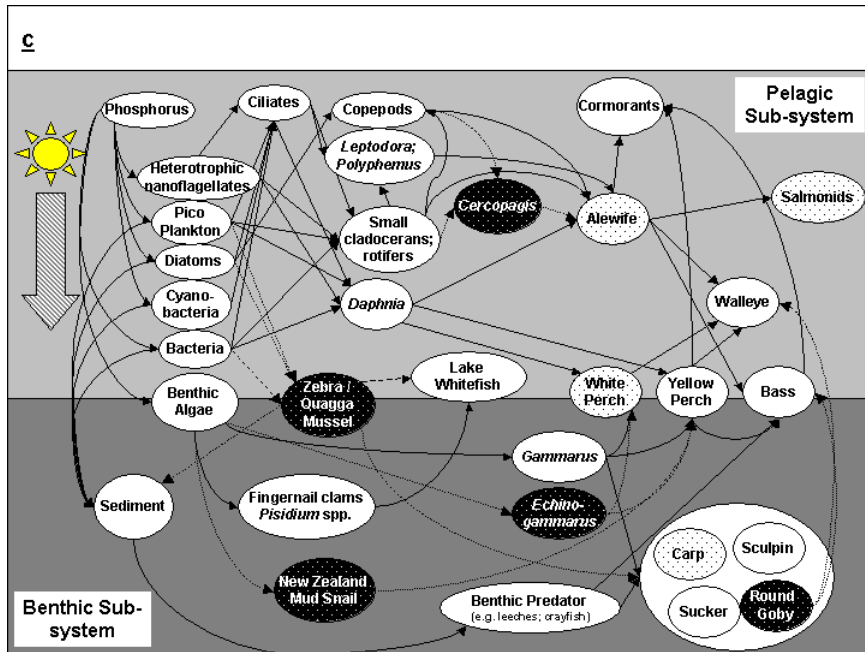 c
Phosphorus
Ciliates
Copepods
Cormorants
Pelagic
Sub-system
Leptodora;
Polyphemus
Heterotrophic
nanoflagellates
Cercopagis
Alewife
Salmonids
Pico
Plankton
Small
cladocerans;
rotifers
Diatoms
Cyano-
bacteria
Daphnia
Walleye
Bacteria
Lake
Whitefish
Benthic
Algae
Zebra /
Quagga
Mussel
White
Perch
Yellow
Perch
Bass
Gammarus
Sediment
Fingernail clams
Pisidium spp.
Echino-
gammarus
Carp
Sculpin
New Zealand
Mud Snail
Benthic Predator
(e.g. leeches; crayfish)
Sucker
Round
Goby
Benthic Sub-
system